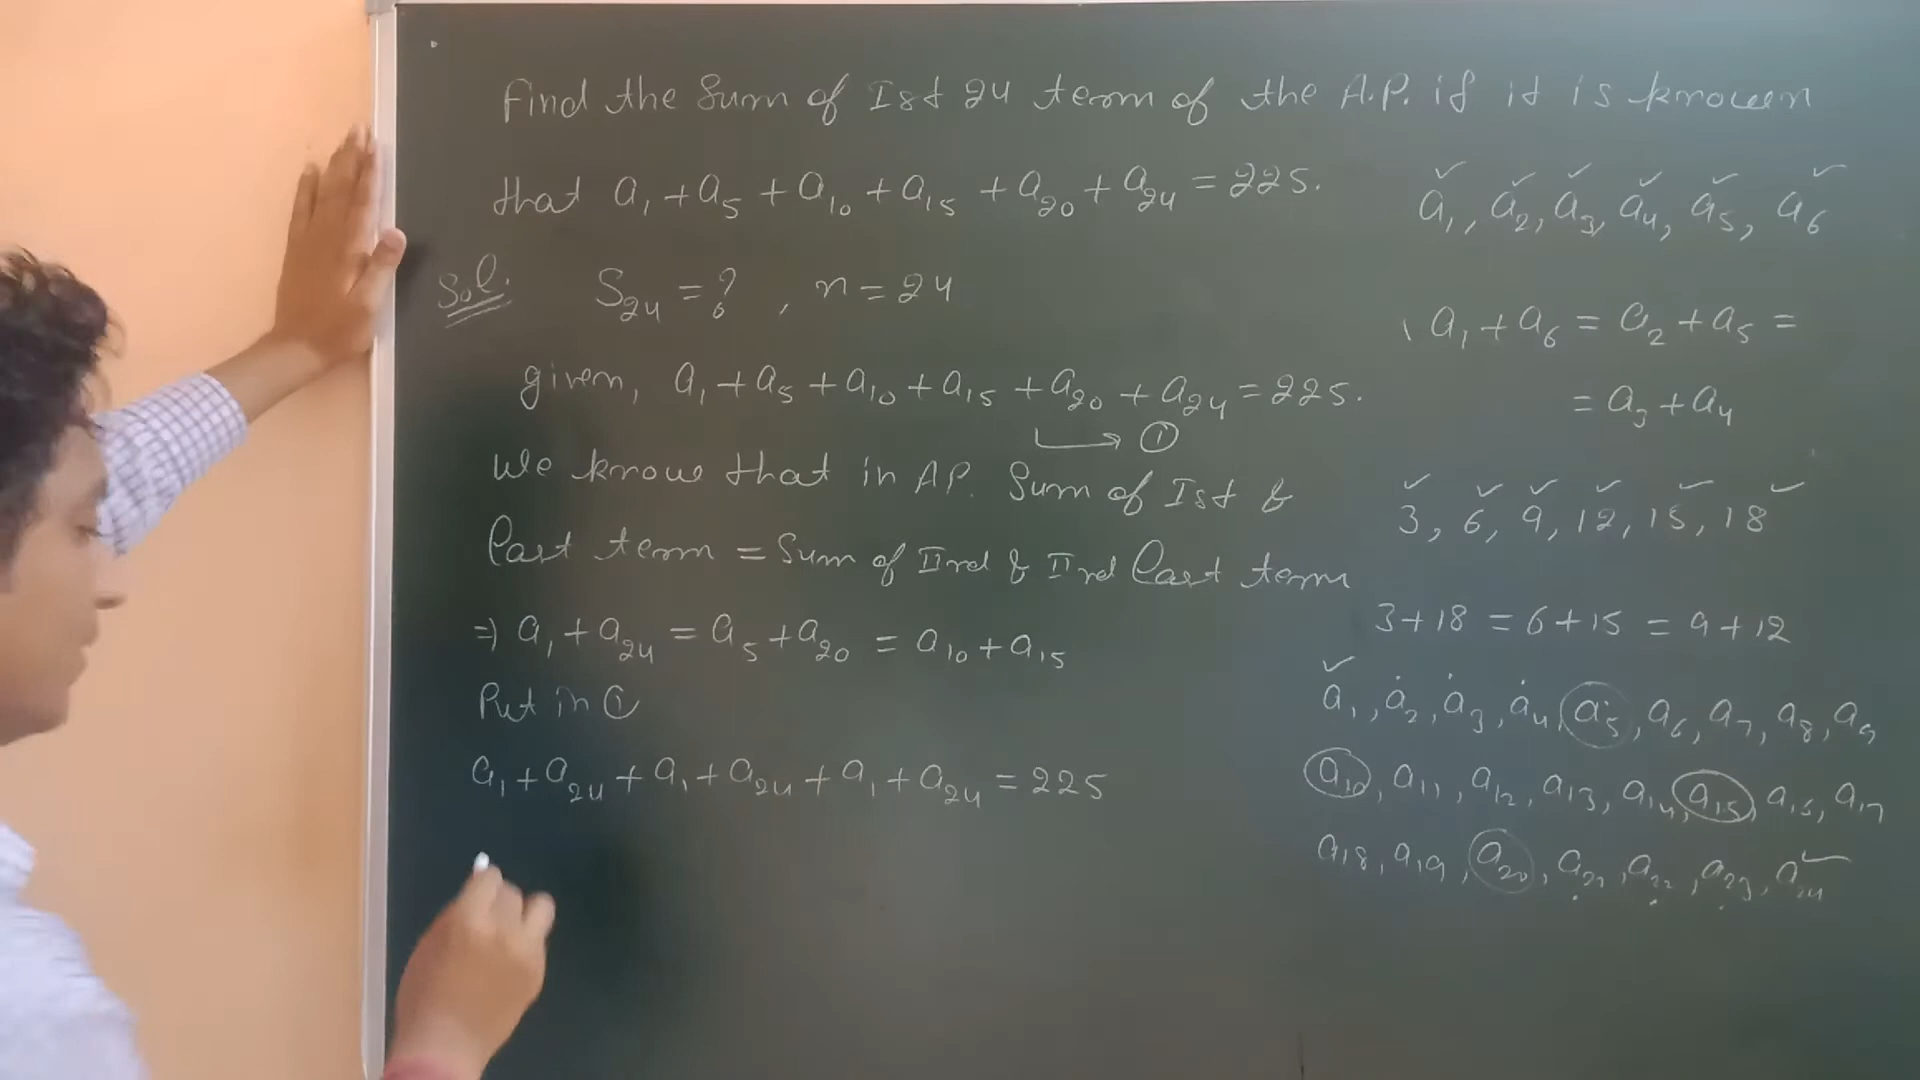 Find the Sum of Ist 24 term of the A.P. if it is known
that a₁ + a₅ + a₁₀ + a₁₅ + a₂₀ + a₂₄ = 225.
Sol. S₂₄ = ? , n = 24
given, a₁ + a₅ + a₁₀ + a₁₅ + a₂₀ + a₂₄ = 225.
→ ①
We know that in AP. Sum of Ist &
Last term = Sum of IInd & IInd Last term
⇒ a₁ + a₂₄ = a₅ + a₂₀ = a₁₀ + a₁₅
Put in ①
a₁ + a₂₄ + a₁ + a₂₄ + a₁ + a₂₄ = 225
a₁, a₂, a₃, a₄, a₅, a₆
a₁ + a₆ = a₂ + a₅ =
= a₃ + a₄
3, 6, 9, 12, 15, 18
3+18 = 6+15 = 9+12
a₁, a₂, a₃, a₄, a₅, a₆, a₇, a₈, a₉
a₁₀, a₁₁, a₁₂, a₁₃, a₁₄, a₁₅, a₁₆, a₁₇
a₁₈, a₁₉, a₂₀, a₂₁, a₂₂, a₂₃, a₂₄